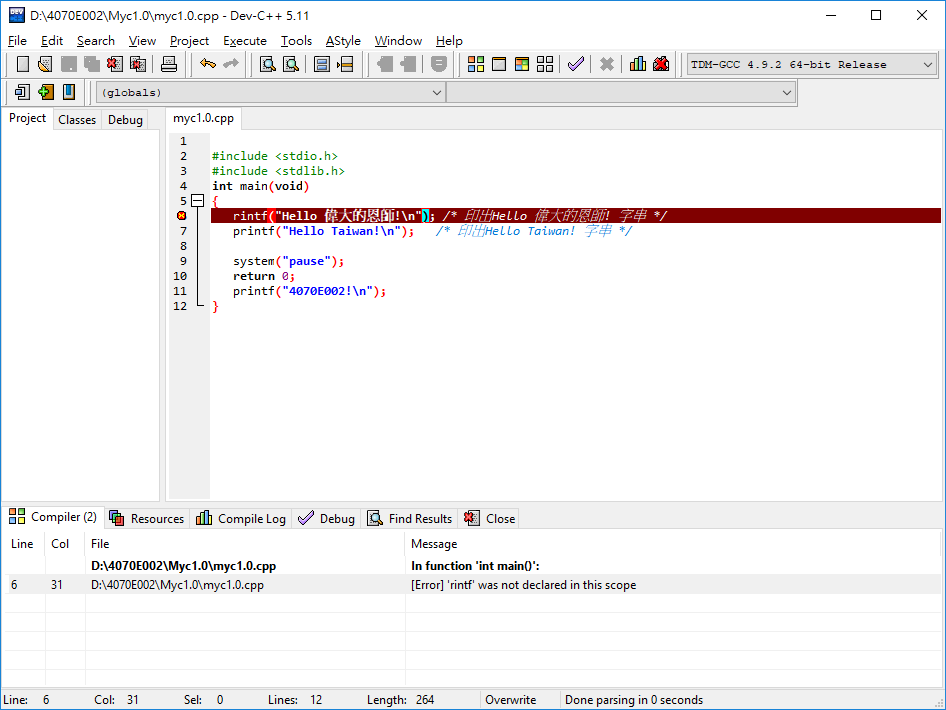 D:\4070E002\Myc1.0\myc1.0.cpp - Dev-C++ 5.11
File Edit Search View Project Execute Tools AStyle Window Help
TDM-GCC 4.9.2 64-bit Release
(globals)
Project Classes Debug
myc1.0.cpp
1
2 #include <stdio.h>
3 #include <stdlib.h>
4 int main(void)
5 {
rintf("Hello 偉大的恩師!\n"); /* 印出Hello 偉大的恩師! 字串 */
7 printf("Hello Taiwan!\n"); /* 印出Hello Taiwan! 字串 */
8
9 system("pause");
10 return 0;
11 printf("4070E002!\n");
12 }
Compiler (2) Resources Compile Log Debug Find Results Close
Line Col File Message
D:\4070E002\Myc1.0\myc1.0.cpp In function 'int main()':
6 31 D:\4070E002\Myc1.0\myc1.0.cpp [Error] 'rintf' was not declared in this scope
Line: 6 Col: 31 Sel: 0 Lines: 12 Length: 264 Overwrite Done parsing in 0 seconds